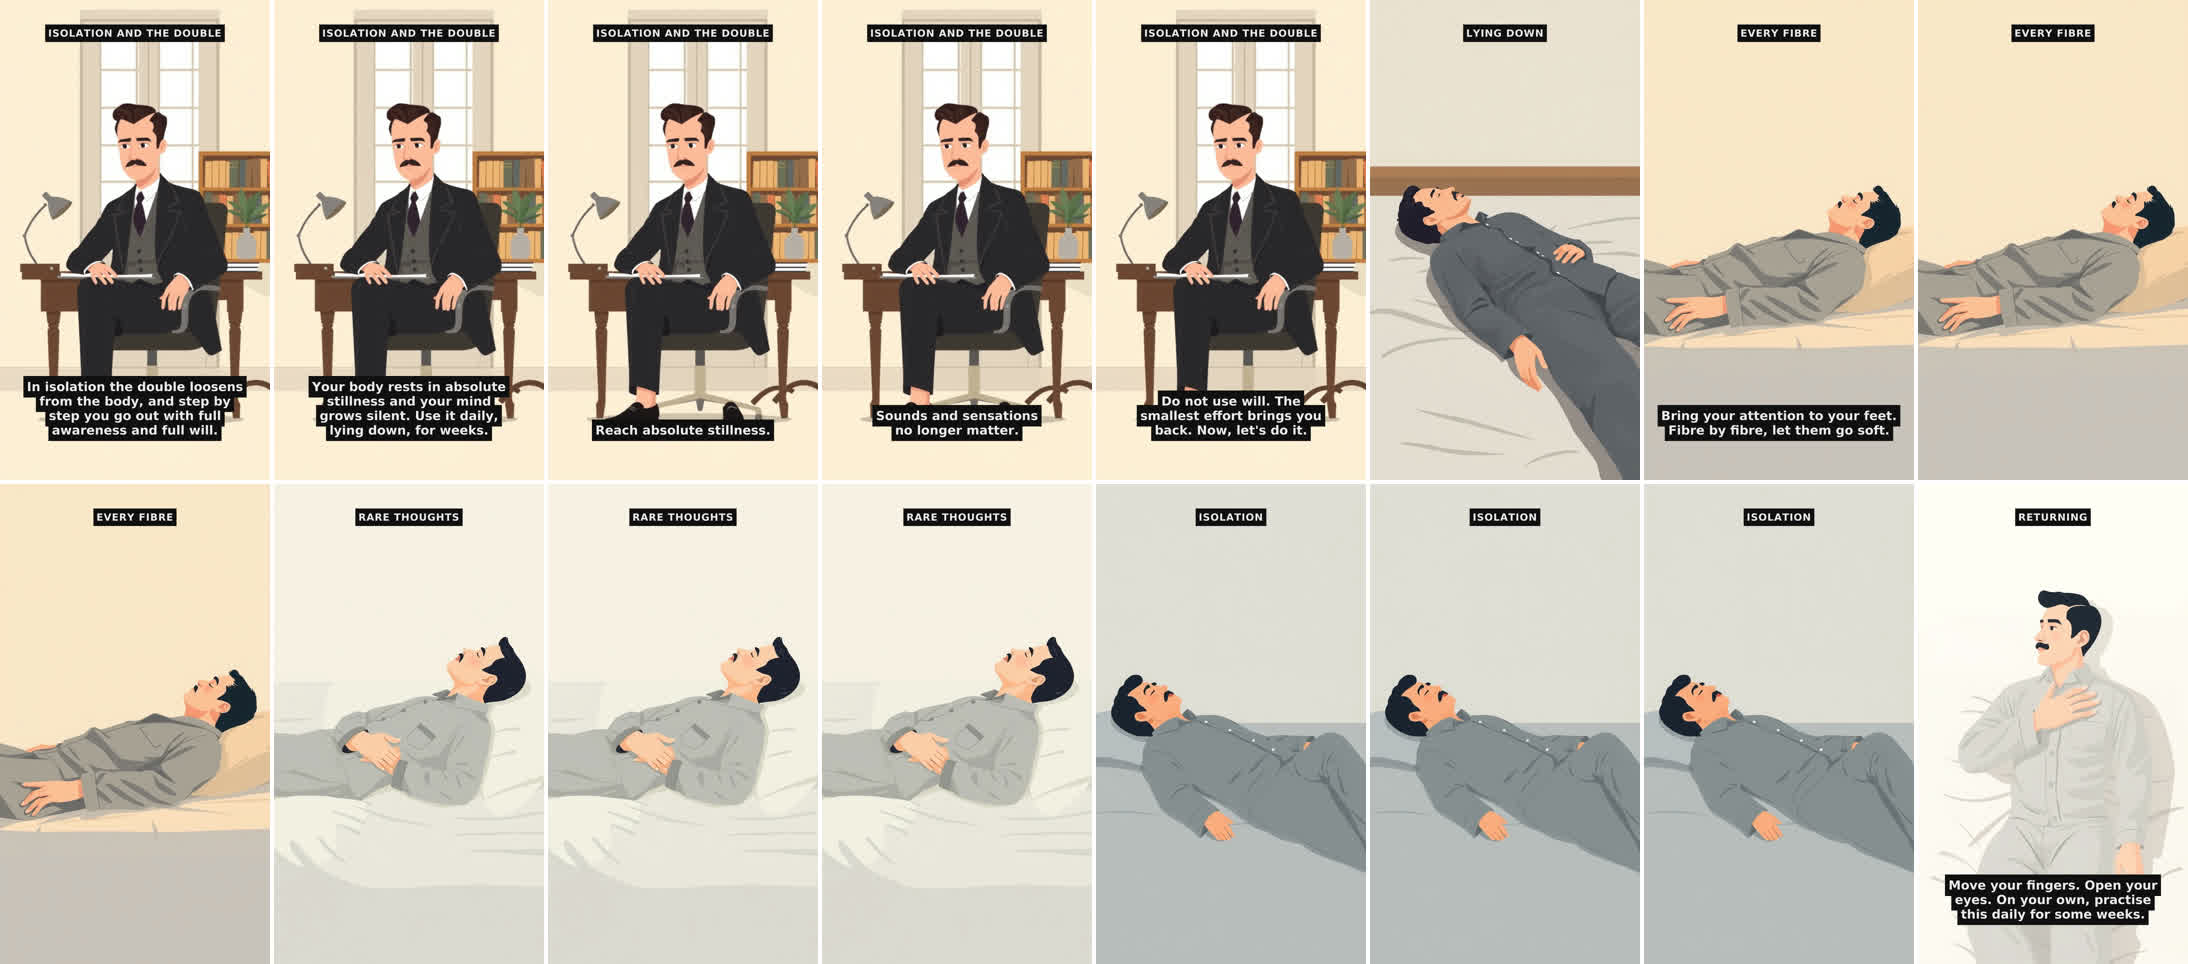 ISOLATION AND THE DOUBLE
In isolation the double loosens
from the body, and step by
step you go out with full
awareness and full will.
ISOLATION AND THE DOUBLE
Your body rests in absolute
stillness and your mind
grows silent. Use it daily,
lying down, for weeks.
ISOLATION AND THE DOUBLE
Reach absolute stillness.
ISOLATION AND THE DOUBLE
Sounds and sensations
no longer matter.
ISOLATION AND THE DOUBLE
Do not use will. The
smallest effort brings you
back. Now, let's do it.
LYING DOWN
EVERY FIBRE
Bring your attention to your feet.
Fibre by fibre, let them go soft.
EVERY FIBRE
EVERY FIBRE
RARE THOUGHTS
RARE THOUGHTS
RARE THOUGHTS
ISOLATION
ISOLATION
ISOLATION
RETURNING
Move your fingers. Open your
eyes. On your own, practise
this daily for some weeks.